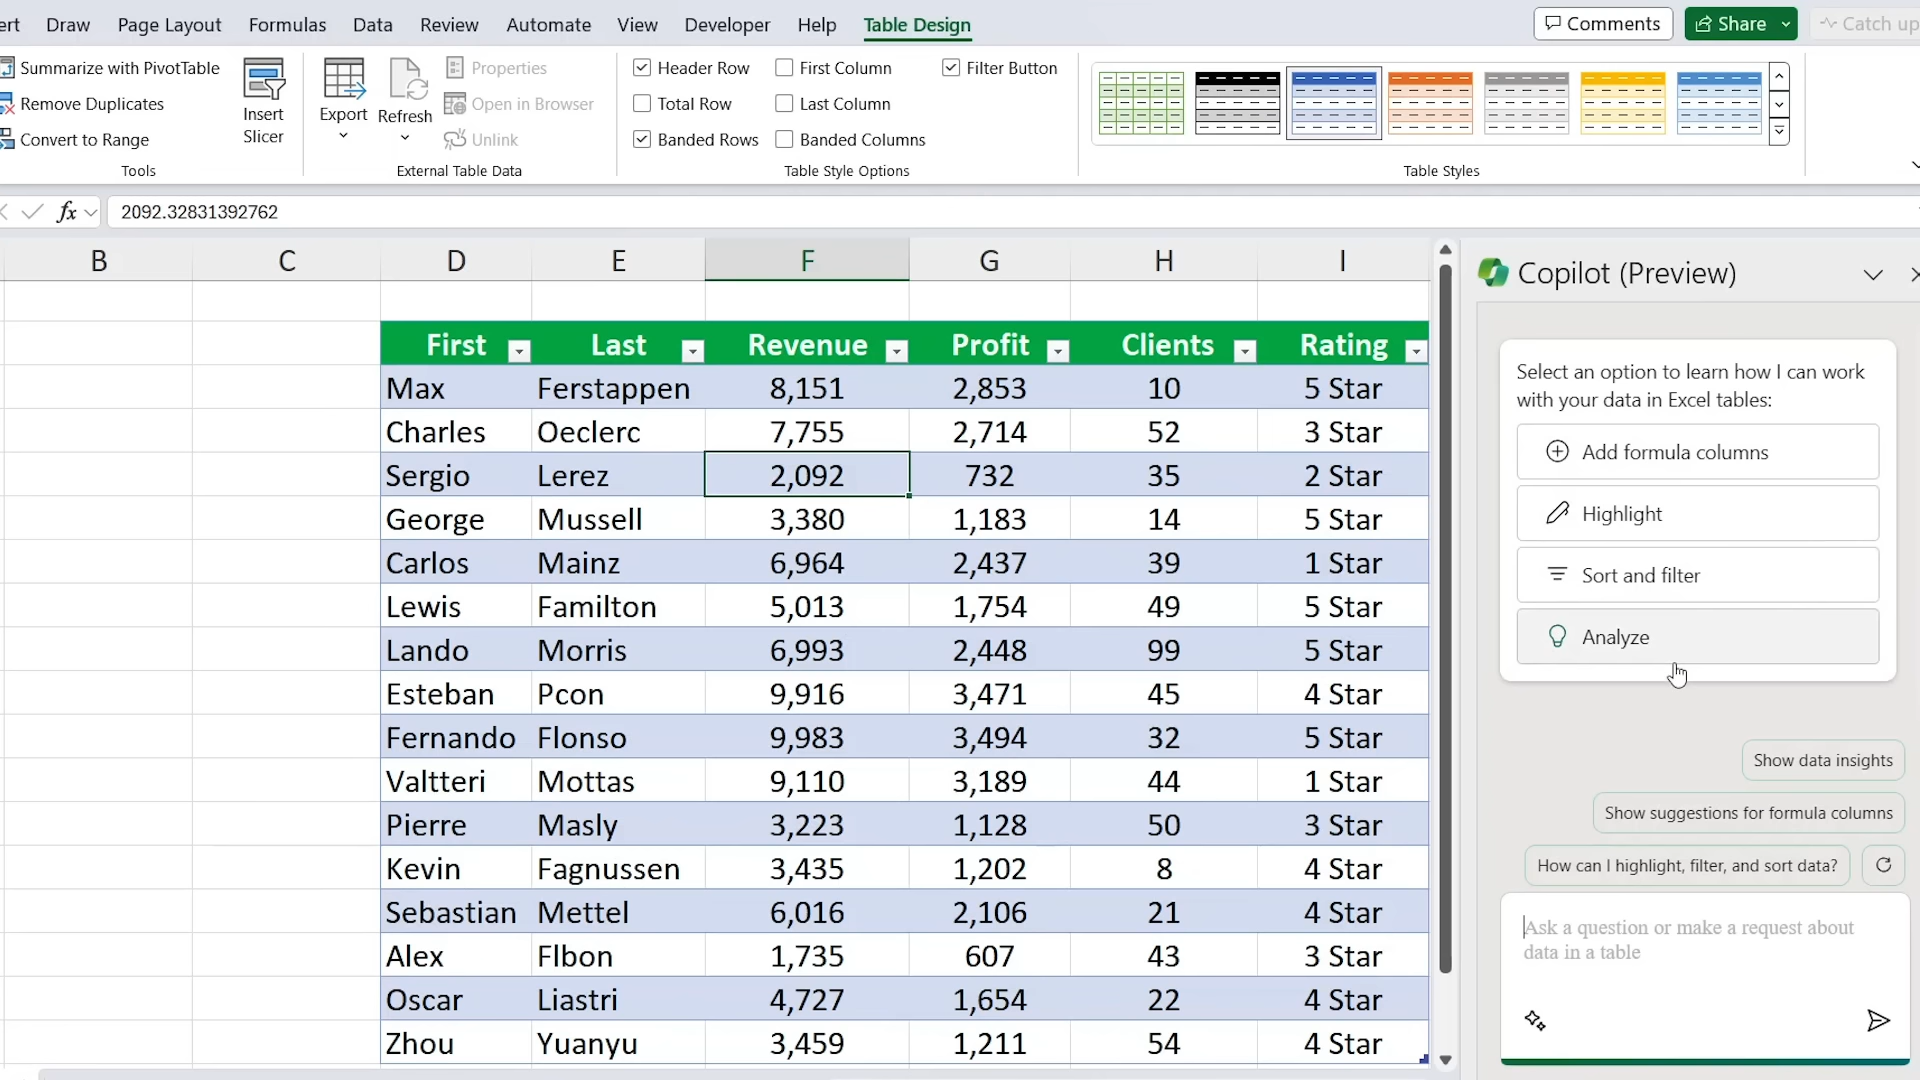 ert Draw Page Layout Formulas Data Review Automate View Developer Help Table Design Comments Share Catch up
Summarize with PivotTable
Remove Duplicates
Convert to Range
Tools
Insert
Slicer
Export
Refresh
Properties
Open in Browser
Unlink
External Table Data
Header Row First Column Filter Button
Total Row Last Column
Banded Rows Banded Columns
Table Style Options
Table Styles
fx 2092.32831392762
B C D E F G H I
First Last Revenue Profit Clients Rating
Max Ferstappen 8,151 2,853 10 5 Star
Charles Oeclerc 7,755 2,714 52 3 Star
Sergio Lerez 2,092 732 35 2 Star
George Mussell 3,380 1,183 14 5 Star
Carlos Mainz 6,964 2,437 39 1 Star
Lewis Familton 5,013 1,754 49 5 Star
Lando Morris 6,993 2,448 99 5 Star
Esteban Pcon 9,916 3,471 45 4 Star
Fernando Flonso 9,983 3,494 32 5 Star
Valtteri Mottas 9,110 3,189 44 1 Star
Pierre Masly 3,223 1,128 50 3 Star
Kevin Fagnussen 3,435 1,202 8 4 Star
Sebastian Mettel 6,016 2,106 21 4 Star
Alex Flbon 1,735 607 43 3 Star
Oscar Liastri 4,727 1,654 22 4 Star
Zhou Yuanyu 3,459 1,211 54 4 Star
Copilot (Preview)
Select an option to learn how I can work
with your data in Excel tables:
Add formula columns
Highlight
Sort and filter
Analyze
Show data insights
Show suggestions for formula columns
How can I highlight, filter, and sort data?
Ask a question or make a request about
data in a table